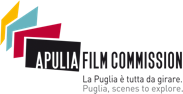 APULIA FILM COMMISSION
La Puglia è tutta da girare.
Puglia, scenes to explore.